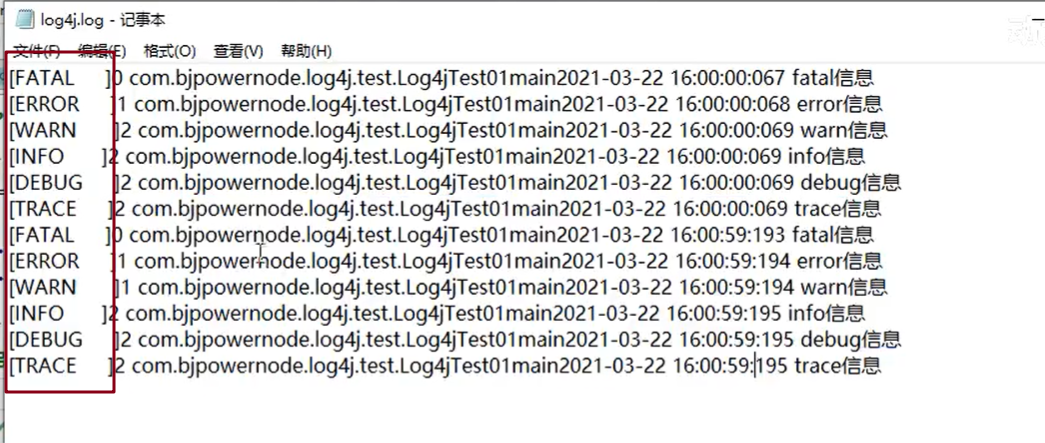 log4j.log - 记事本
文件(F) 编辑(E) 格式(O) 查看(V) 帮助(H)
[FATAL     ]0 com.bjpowernode.log4j.test.Log4jTest01main2021-03-22 16:00:00:067 fatal信息
[ERROR     ]1 com.bjpowernode.log4j.test.Log4jTest01main2021-03-22 16:00:00:068 error信息
[WARN      ]2 com.bjpowernode.log4j.test.Log4jTest01main2021-03-22 16:00:00:069 warn信息
[INFO      ]2 com.bjpowernode.log4j.test.Log4jTest01main2021-03-22 16:00:00:069 info信息
[DEBUG     ]2 com.bjpowernode.log4j.test.Log4jTest01main2021-03-22 16:00:00:069 debug信息
[TRACE     ]2 com.bjpowernode.log4j.test.Log4jTest01main2021-03-22 16:00:00:069 trace信息
[FATAL     ]0 com.bjpowernode.log4j.test.Log4jTest01main2021-03-22 16:00:59:193 fatal信息
[ERROR     ]1 com.bjpowernode.log4j.test.Log4jTest01main2021-03-22 16:00:59:194 error信息
[WARN      ]1 com.bjpowernode.log4j.test.Log4jTest01main2021-03-22 16:00:59:194 warn信息
[INFO      ]2 com.bjpowernode.log4j.test.Log4jTest01main2021-03-22 16:00:59:195 info信息
[DEBUG     ]2 com.bjpowernode.log4j.test.Log4jTest01main2021-03-22 16:00:59:195 debug信息
[TRACE     ]2 com.bjpowernode.log4j.test.Log4jTest01main2021-03-22 16:00:59:195 trace信息